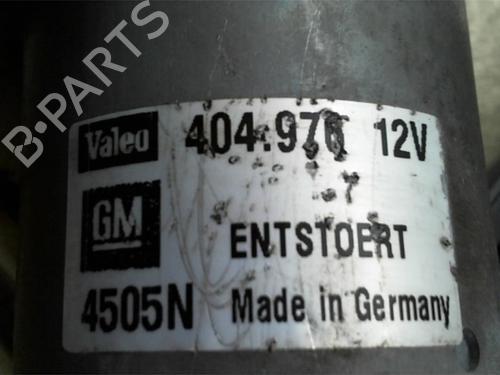 B-PARTS
Valeo 404.976 12V
GM
ENTSTOERT
4505N Made in Germany